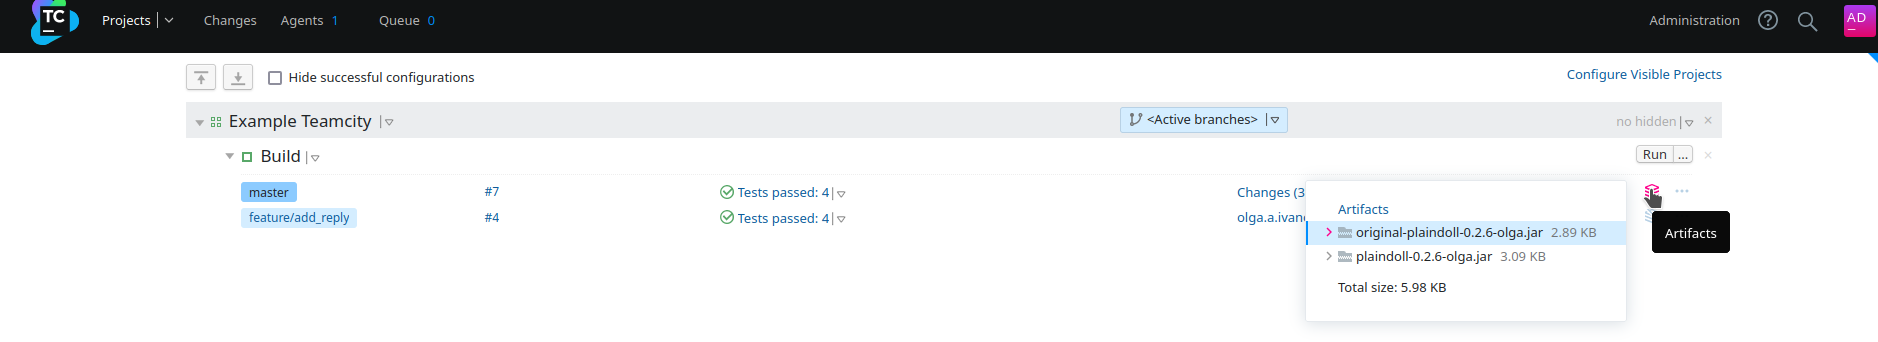 TC
Projects Changes Agents 1 Queue 0 Administration ? AD
Hide successful configurations Configure Visible Projects
Example Teamcity <Active branches> no hidden
Build Run ...
master #7 Tests passed: 4 Changes (3
feature/add_reply #4 Tests passed: 4 olga.a.ivan
Artifacts
original-plaindoll-0.2.6-olga.jar 2.89 KB
plaindoll-0.2.6-olga.jar 3.09 KB
Total size: 5.98 KB
Artifacts